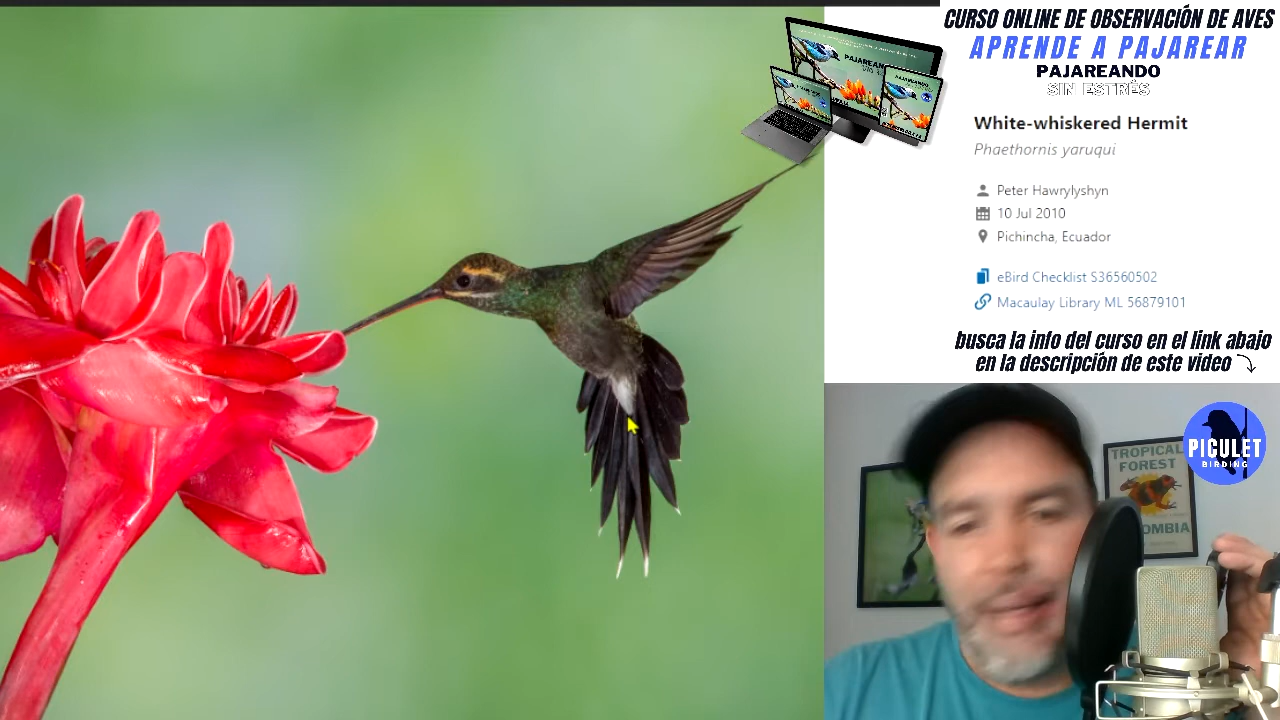 CURSO ONLINE DE OBSERVACIÓN DE AVES
APRENDE A PAJAREAR
PAJAREANDO
SIN ESTRÉS
White-whiskered Hermit
Phaethornis yaruqui
Peter Hawrylyshyn
10 Jul 2010
Pichincha, Ecuador
eBird Checklist S36560502
Macaulay Library ML 56879101
busca la info del curso en el link abajo
en la descripción de este video
TROPICAL
FOREST
OMBIA
PICULET
BIRDING